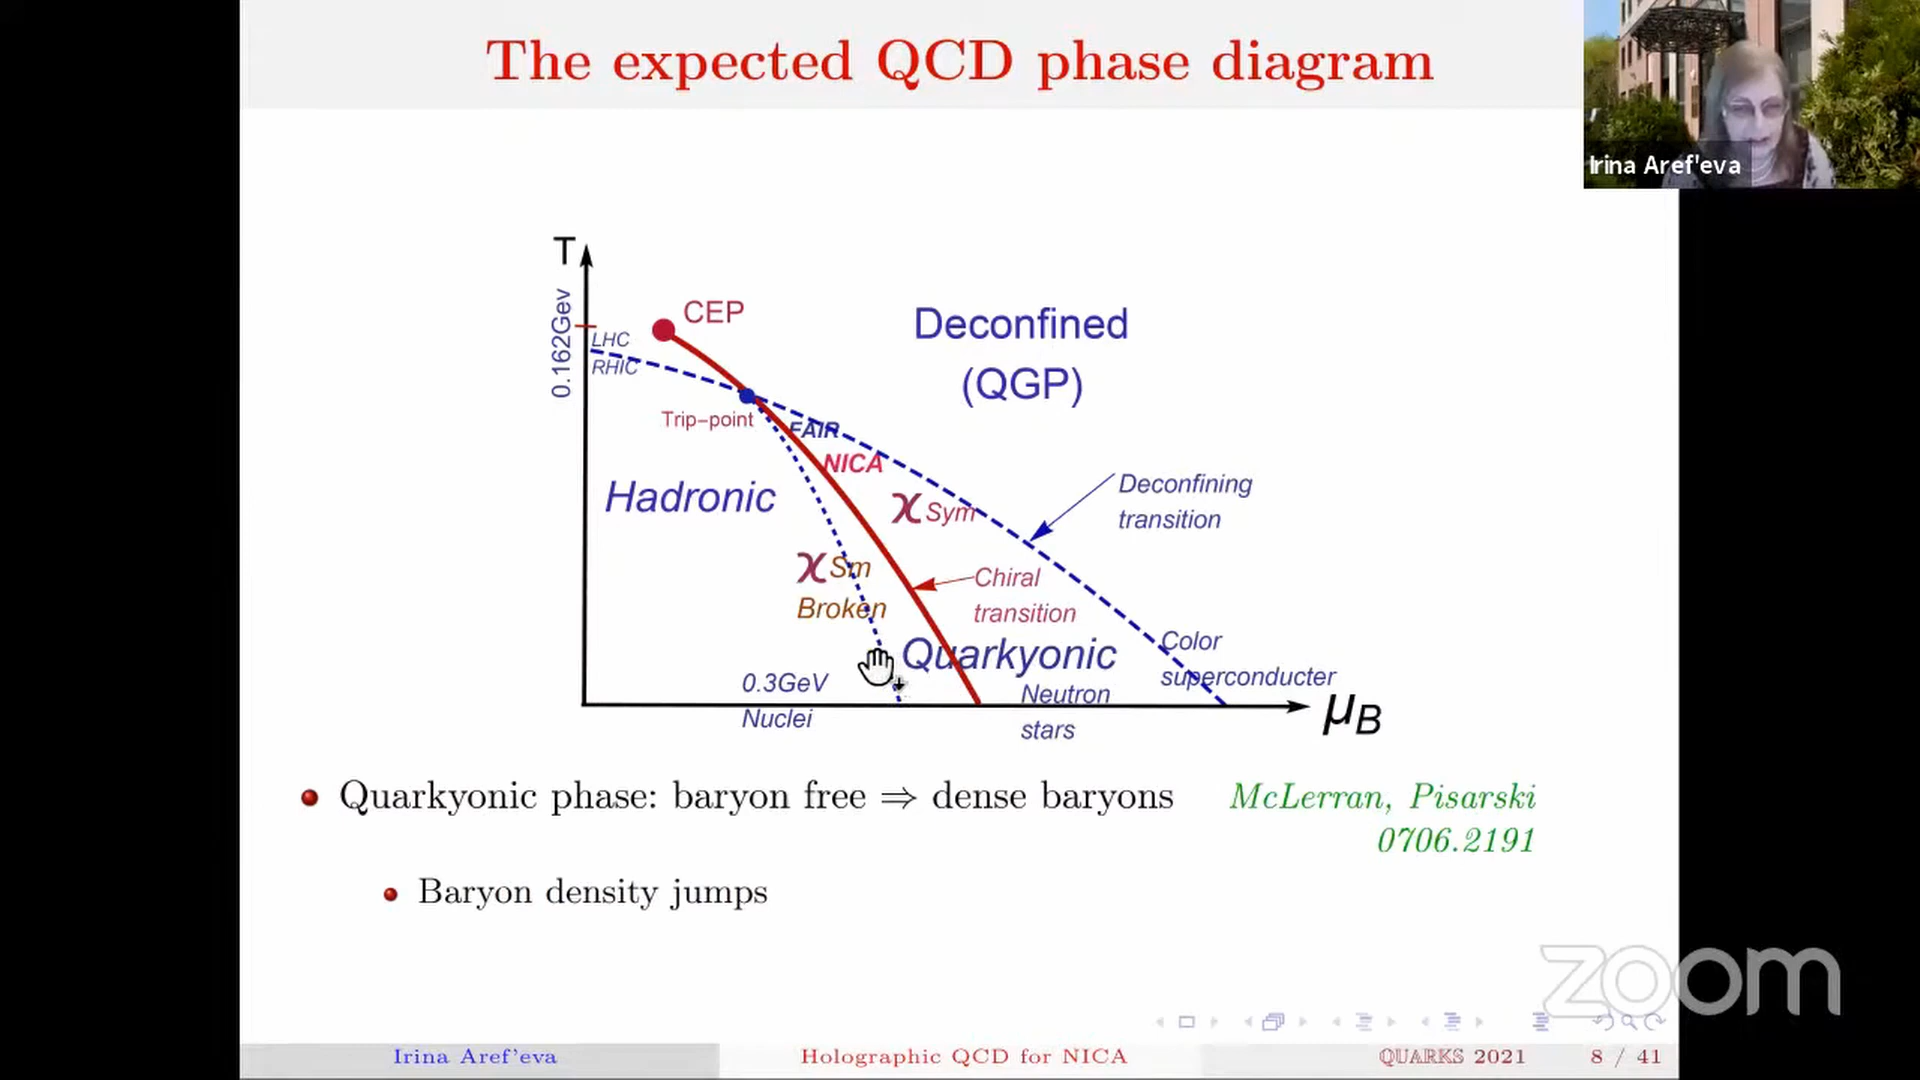 The expected QCD phase diagram
Irina Aref'eva
T
0.162Gev
CEP
LHC
RHIC
Deconfined
(QGP)
Trip-point
FAIR
NICA
Hadronic
χSym
Deconfining
transition
χSm
Broken
Chiral
transition
Quarkyonic
Color
superconducter
0.3GeV
Nuclei
Neutron
stars
μB
Quarkyonic phase: baryon free ⇒ dense baryons
McLerran, Pisarski
0706.2191
Baryon density jumps
zoom
Irina Aref'eva
Holographic QCD for NICA
QUARKS 2021
8 / 41